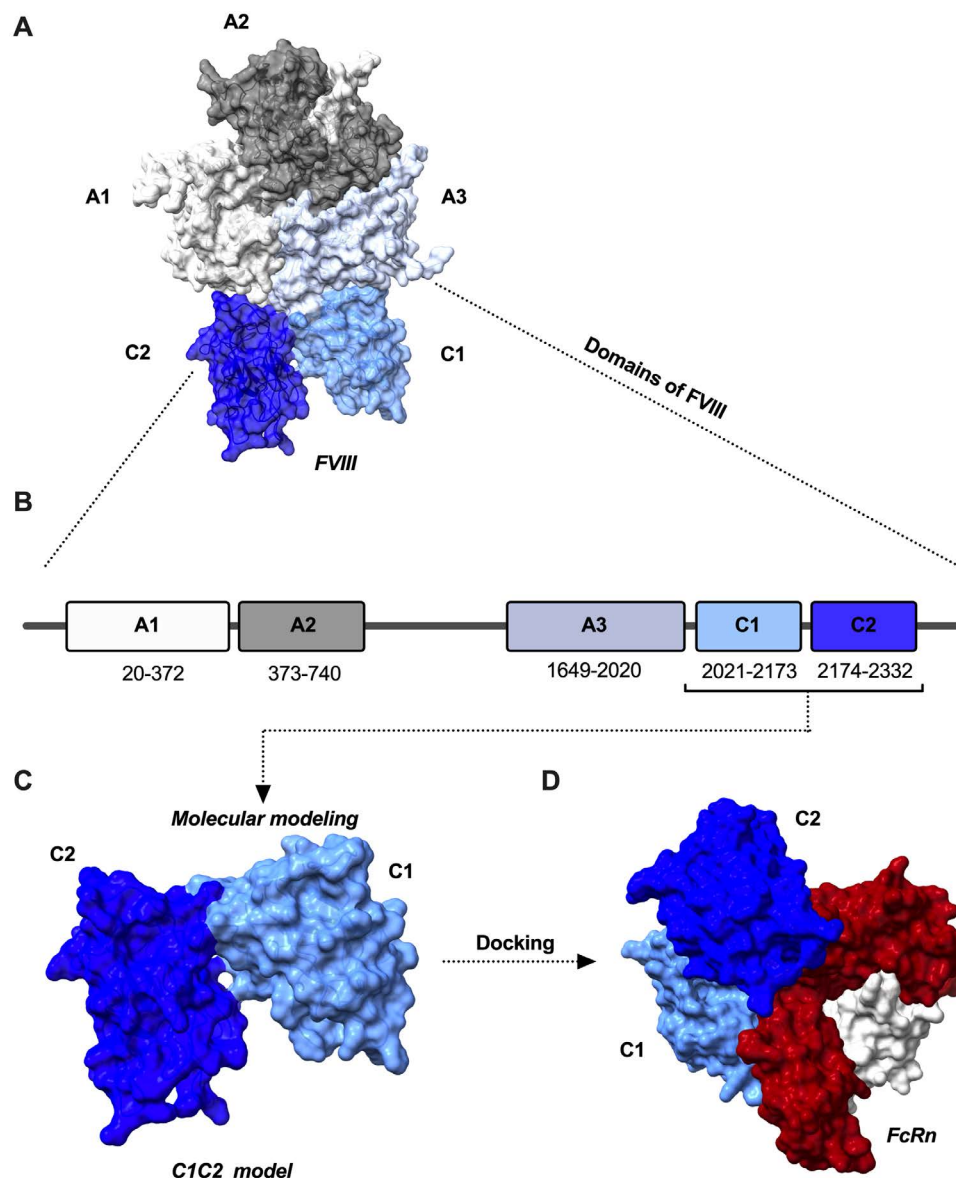 A
A2
A1
A3
C2
C1
FVIII
Domains of FVIII
B
A1 A2 A3 C1 C2
20-372 373-740 1649-2020 2021-2173 2174-2332
C
D
Molecular modeling
C2
C1
Docking
C2
C1
FcRn
C1C2 model